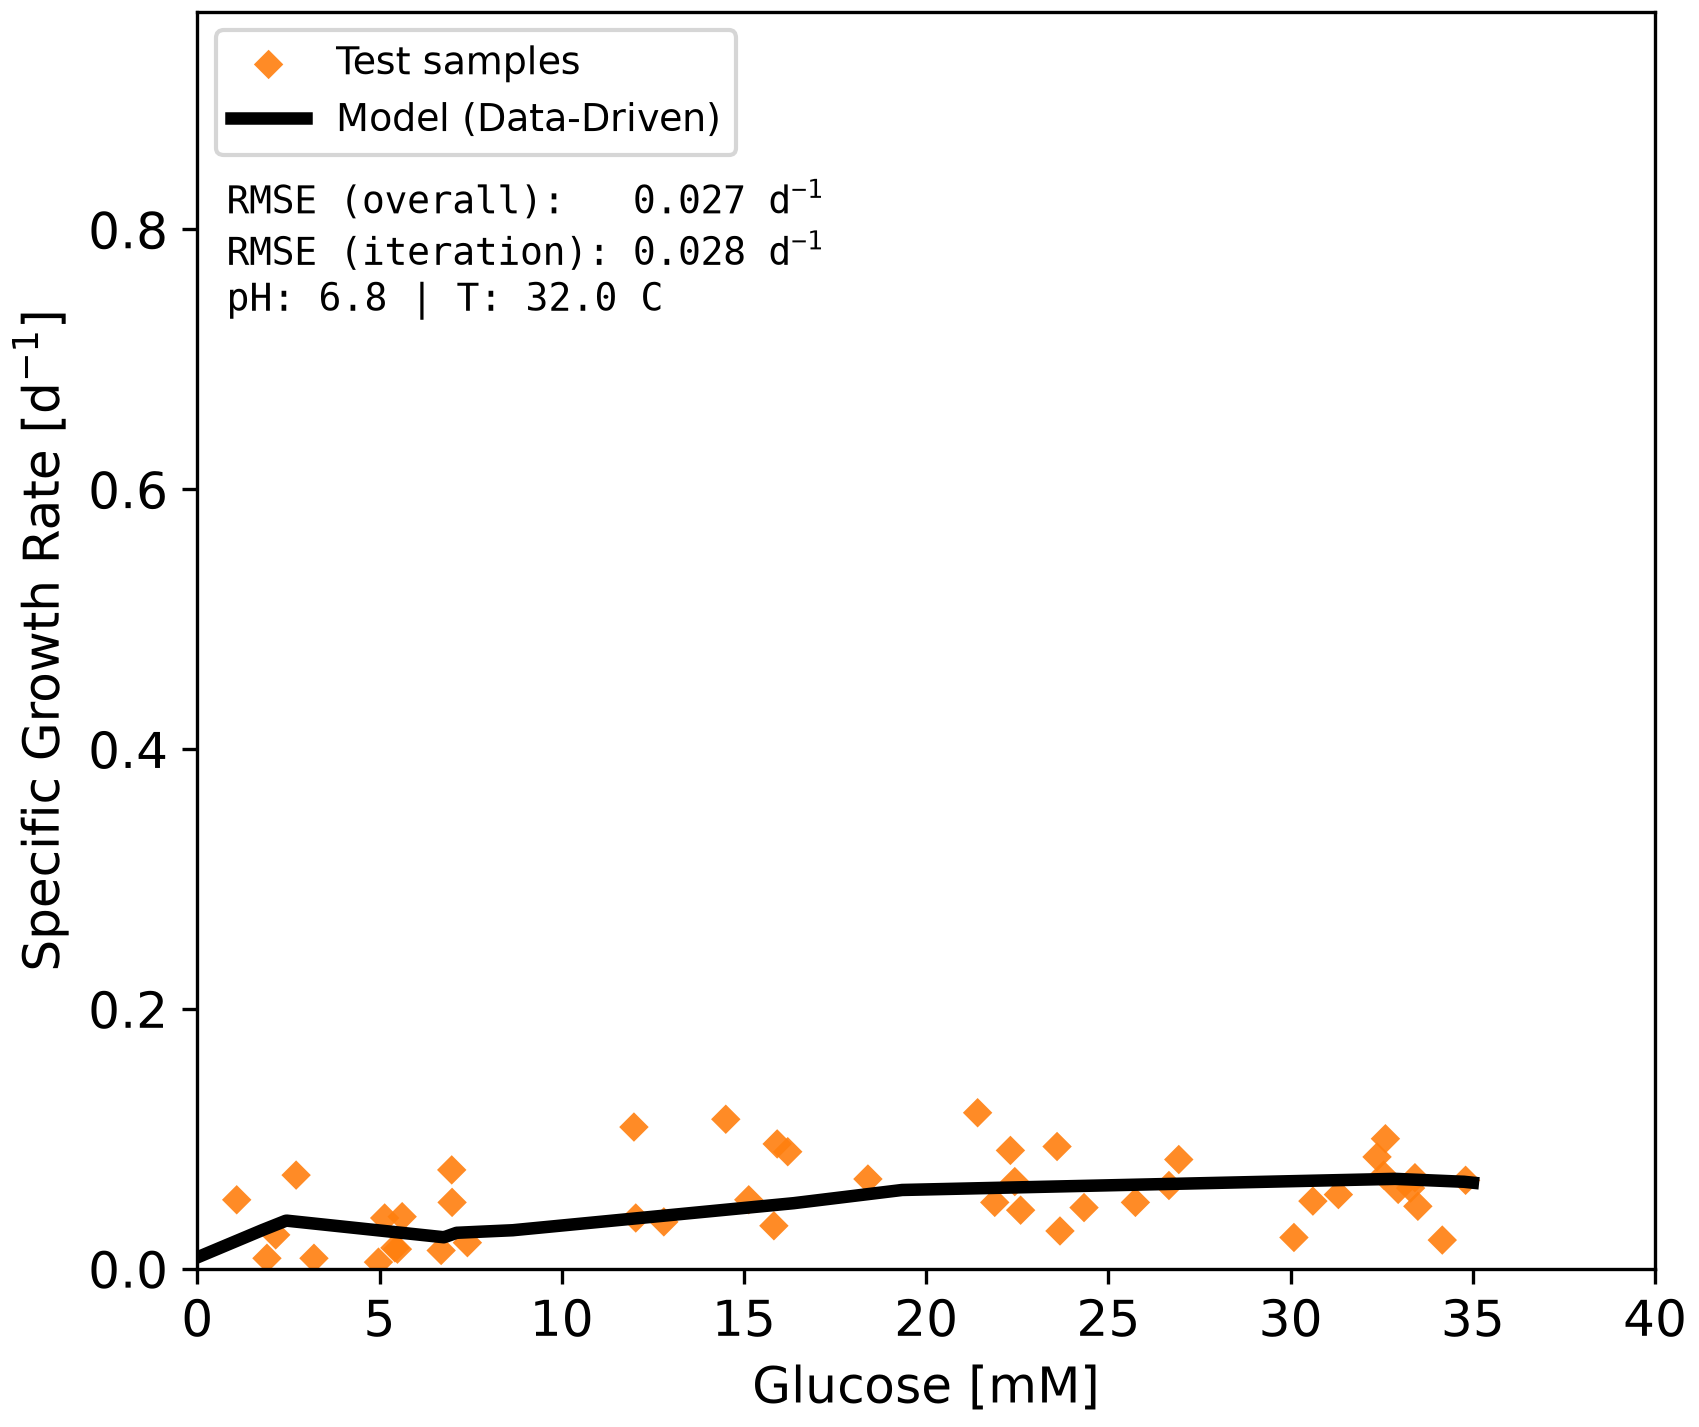 Test samples
Model (Data-Driven)
RMSE (overall): 0.027 d⁻¹
RMSE (iteration): 0.028 d⁻¹
pH: 6.8 | T: 32.0 C
Specific Growth Rate [d⁻¹]
0.8
0.6
0.4
0.2
0.0
0 5 10 15 20 25 30 35 40
Glucose [mM]